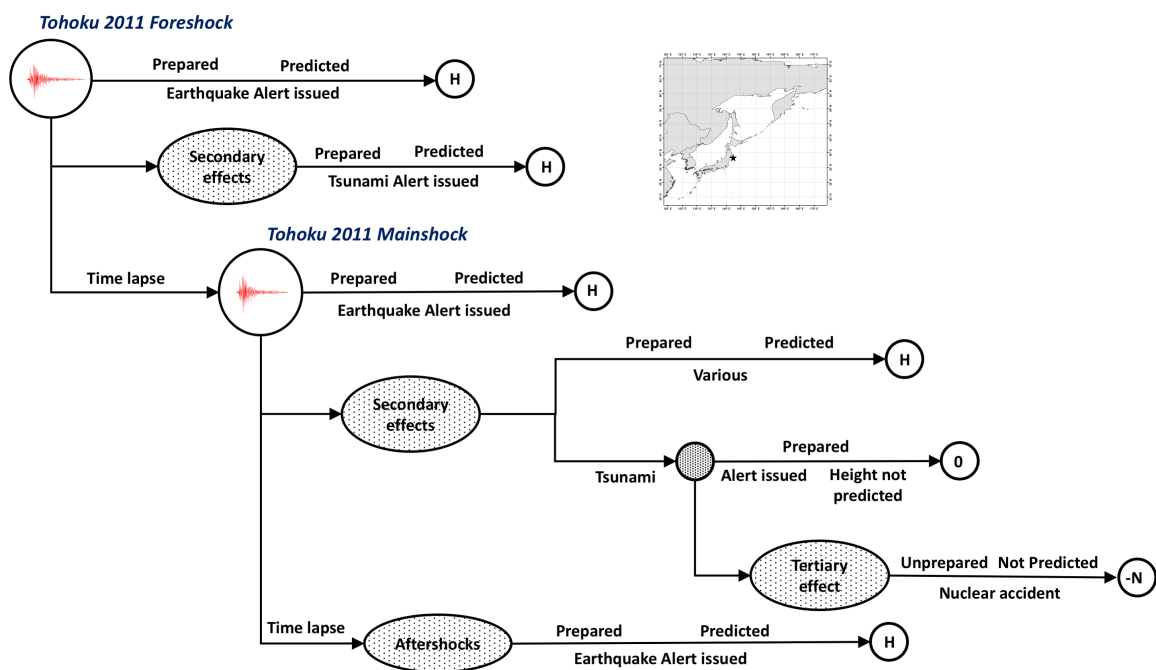 Tohoku 2011 Foreshock
Prepared Predicted
H
Earthquake Alert issued
Secondary
effects
Prepared Predicted
H
Tsunami Alert issued
Tohoku 2011 Mainshock
Time lapse
Prepared Predicted
H
Earthquake Alert issued
Prepared Predicted
H
Various
Secondary
effects
Prepared
0
Tsunami
Alert issued
Height not
predicted
Tertiary
effect
Unprepared Not Predicted
-N
Nuclear accident
Time lapse
Aftershocks
Prepared Predicted
H
Earthquake Alert issued